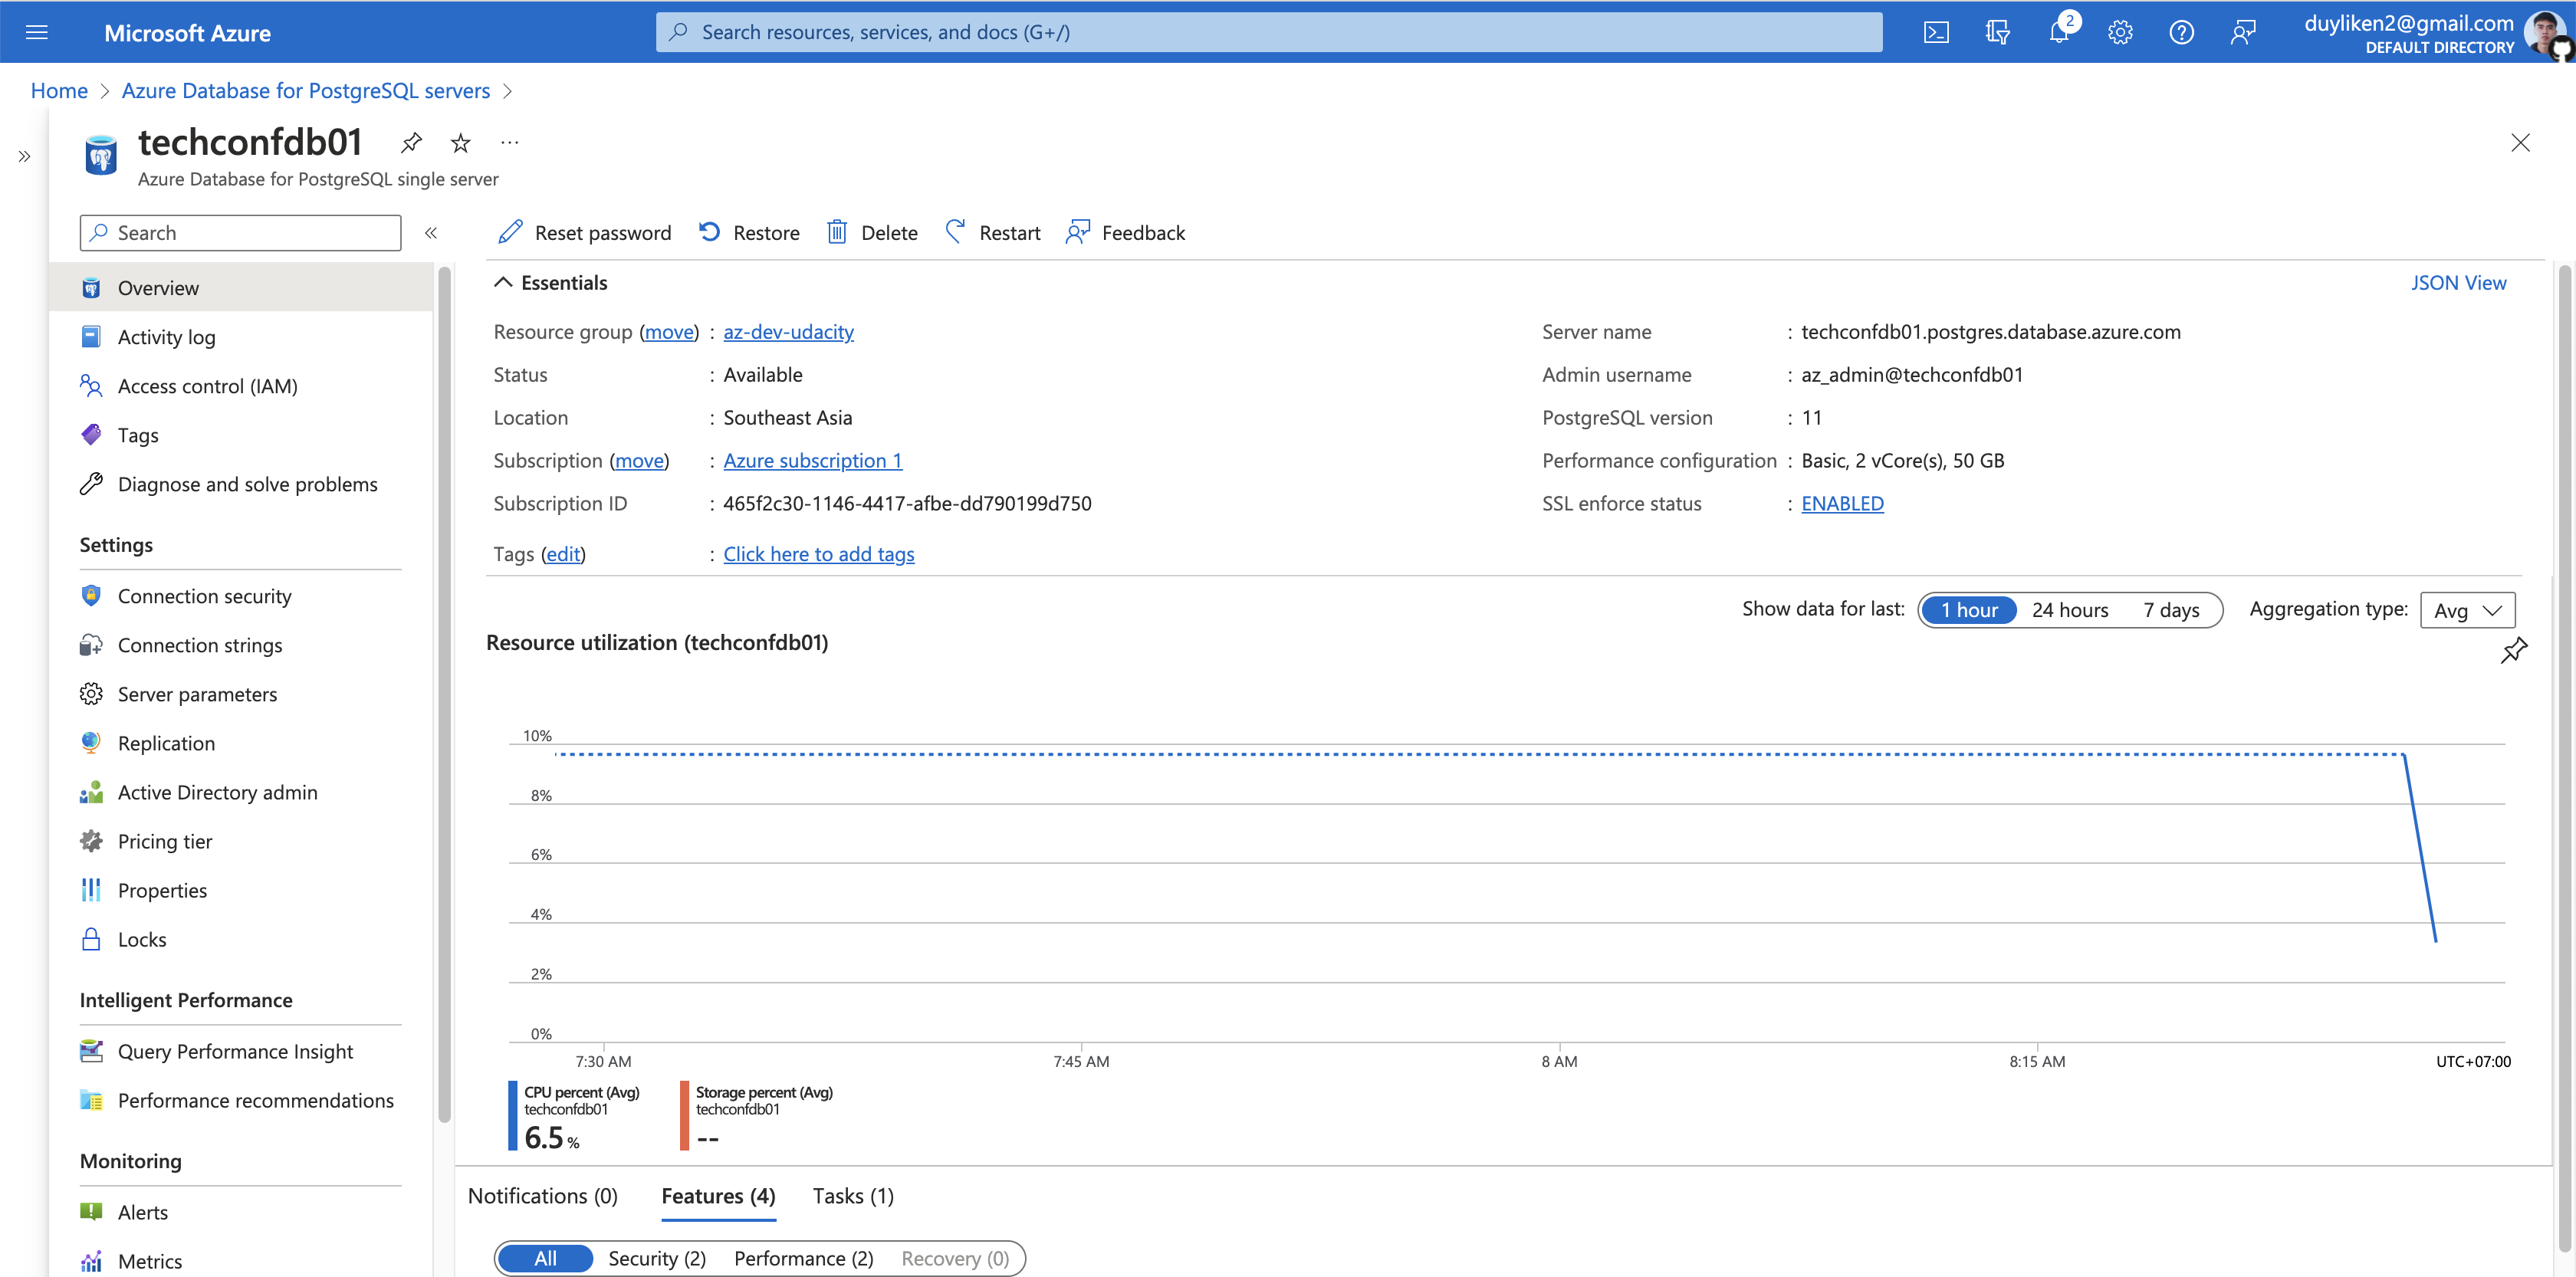 Microsoft Azure
Search resources, services, and docs (G+/)
2
duyliken2@gmail.com
DEFAULT DIRECTORY
Home > Azure Database for PostgreSQL servers >
techconfdb01
Azure Database for PostgreSQL single server
Search
Reset password
Restore
Delete
Restart
Feedback
Overview
Activity log
Access control (IAM)
Tags
Diagnose and solve problems
Settings
Connection security
Connection strings
Server parameters
Replication
Active Directory admin
Pricing tier
Properties
Locks
Intelligent Performance
Query Performance Insight
Performance recommendations
Monitoring
Alerts
Metrics
Essentials
JSON View
Resource group (move) : az-dev-udacity
Status : Available
Location : Southeast Asia
Subscription (move) : Azure subscription 1
Subscription ID : 465f2c30-1146-4417-afbe-dd790199d750
Tags (edit) : Click here to add tags
Server name : techconfdb01.postgres.database.azure.com
Admin username : az_admin@techconfdb01
PostgreSQL version : 11
Performance configuration : Basic, 2 vCore(s), 50 GB
SSL enforce status : ENABLED
Show data for last: 1 hour 24 hours 7 days Aggregation type: Avg
Resource utilization (techconfdb01)
10%
8%
6%
4%
2%
0%
7:30 AM 7:45 AM 8 AM 8:15 AM UTC+07:00
CPU percent (Avg)
techconfdb01
6.5 %
Storage percent (Avg)
techconfdb01
--
Notifications (0) Features (4) Tasks (1)
All Security (2) Performance (2) Recovery (0)